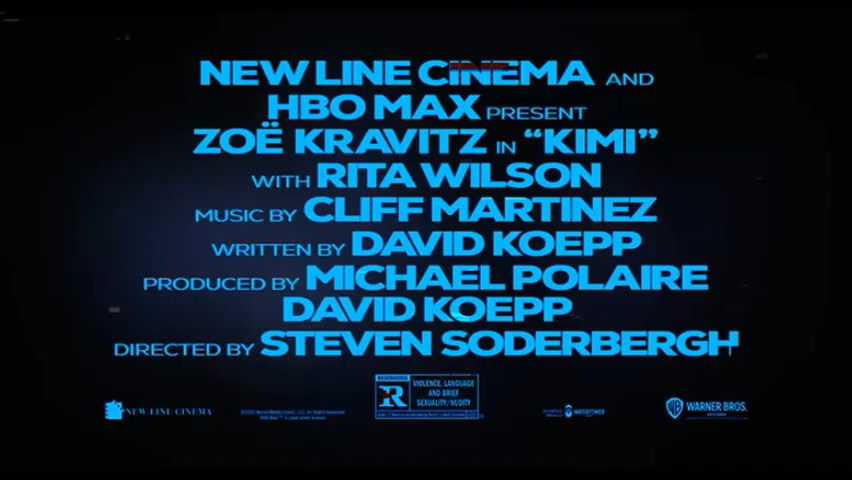 NEW LINE CINEMA AND
HBO MAX PRESENT
ZOË KRAVITZ IN “KIMI”
WITH RITA WILSON
MUSIC BY CLIFF MARTINEZ
WRITTEN BY DAVID KOEPP
PRODUCED BY MICHAEL POLAIRE
DAVID KOEPP
DIRECTED BY STEVEN SODERBERGH
RESTRICTED
R
VIOLENCE, LANGUAGE
AND BRIEF
SEXUALITY/NUDITY
NEW LINE CINEMA
WATERTOWER
WARNER BROS.
PICTURES